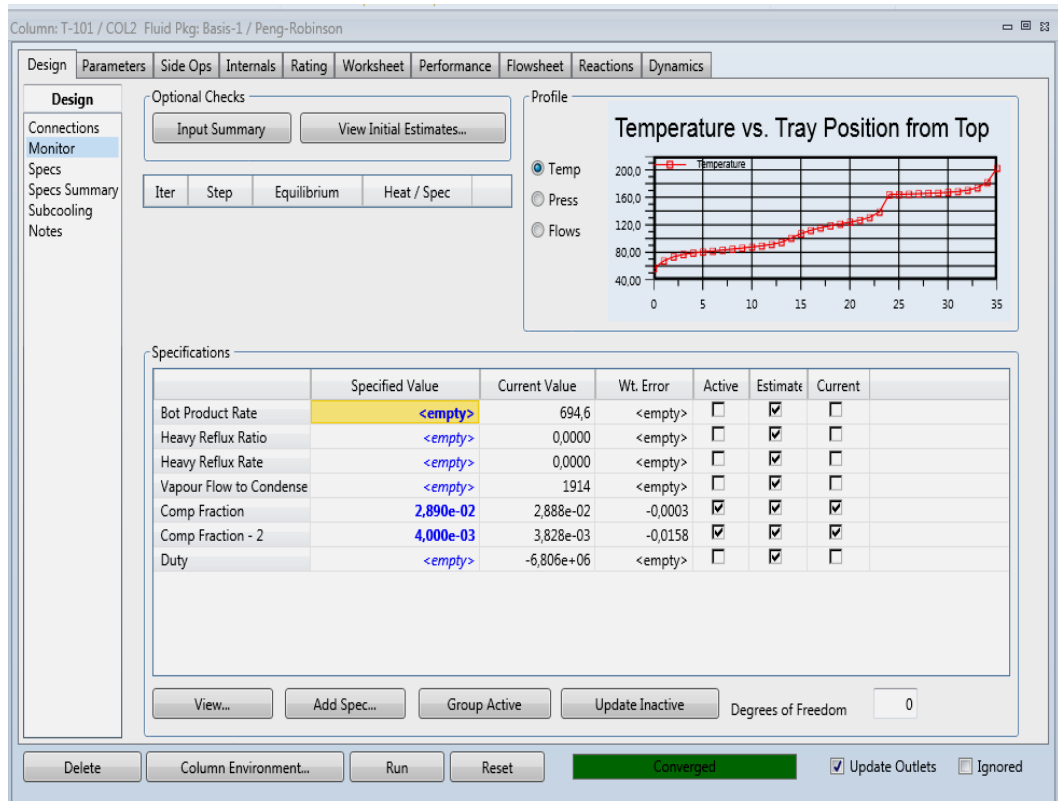 Column: T-101 / COL2 Fluid Pkg: Basis-1 / Peng-Robinson
Design Parameters Side Ops Internals Rating Worksheet Performance Flowsheet Reactions Dynamics
Design
Connections
Monitor
Specs
Specs Summary
Subcooling
Notes
Optional Checks
Input Summary View Initial Estimates...
Iter Step Equilibrium Heat / Spec
Profile
Temp
Press
Flows
Temperature vs. Tray Position from Top
Temperature
200,0
160,0
120,0
80,00
40,00
0 5 10 15 20 25 30 35
Specifications
Specified Value Current Value Wt. Error Active Estimate Current
Bot Product Rate <empty> 694,6 <empty>
Heavy Reflux Ratio <empty> 0,0000 <empty>
Heavy Reflux Rate <empty> 0,0000 <empty>
Vapour Flow to Condense <empty> 1914 <empty>
Comp Fraction 2,890e-02 2,888e-02 -0,0003
Comp Fraction - 2 4,000e-03 3,828e-03 -0,0158
Duty <empty> -6,806e+06 <empty>
View... Add Spec... Group Active Update Inactive Degrees of Freedom 0
Delete Column Environment... Run Reset Converged Update Outlets Ignored